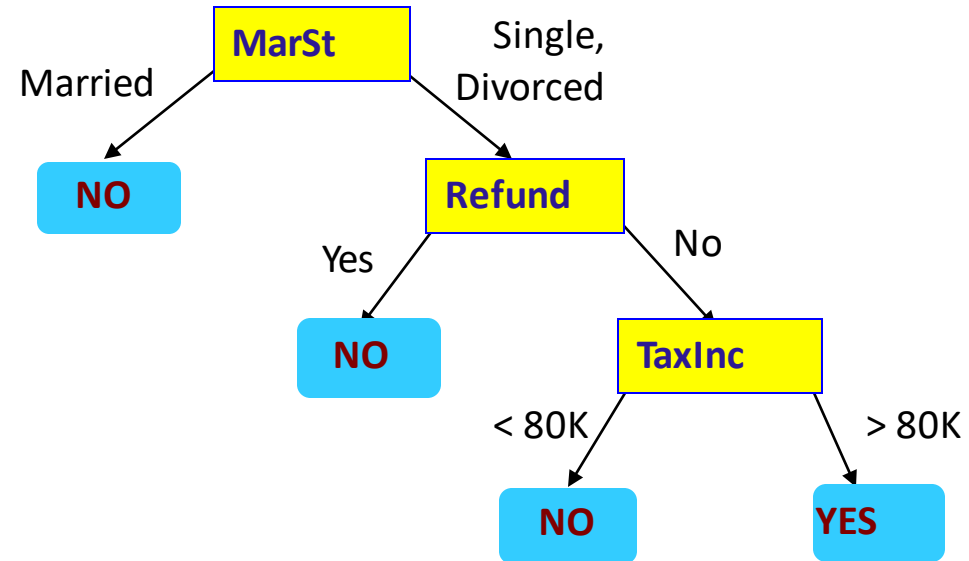 MarSt
Single,
Divorced
Married
NO
Refund
Yes
No
NO
TaxInc
< 80K
> 80K
NO
YES